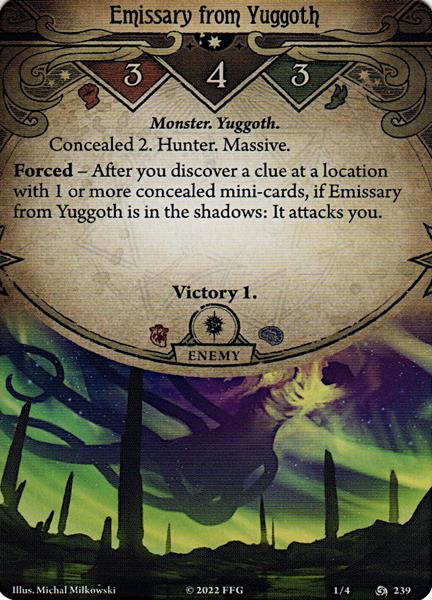 Emissary from Yuggoth
3 4 3
Monster. Yuggoth.
Concealed 2. Hunter. Massive.
Forced – After you discover a clue at a location
with 1 or more concealed mini-cards, if Emissary
from Yuggoth is in the shadows: It attacks you.
Victory 1.
ENEMY
Illus. Michal Milkowski © 2022 FFG 1/4 239